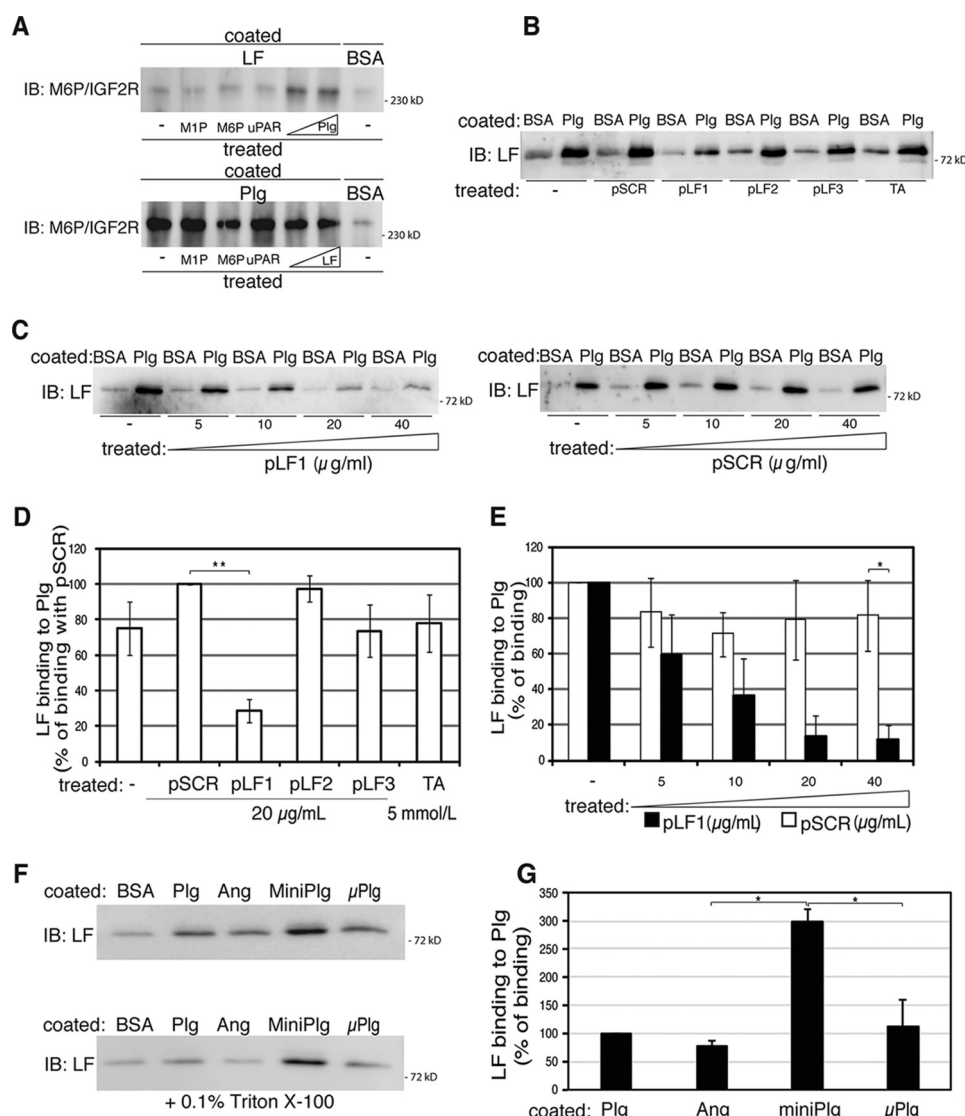 A
coated
LF
BSA
IB: M6P/IGF2R
- 230 kD
- M1P M6P uPAR Plg -
treated
coated
Plg
BSA
IB: M6P/IGF2R
- 230 kD
- M1P M6P uPAR LF -
treated
B
coated: BSA Plg BSA Plg BSA Plg BSA Plg BSA Plg BSA Plg
IB: LF
- 72 kD
treated: - pSCR pLF1 pLF2 pLF3 TA
C
coated: BSA Plg BSA Plg BSA Plg BSA Plg BSA Plg
IB: LF
- 72 kD
- 5 10 20 40
treated:
pLF1 (µg/ml)
coated: BSA Plg BSA Plg BSA Plg BSA Plg BSA Plg
IB: LF
- 72 kD
- 5 10 20 40
treated:
pSCR (µg/ml)
D
LF binding to Plg
(% of binding with pSCR)
120
100
80
60
40
20
0
**
treated: - pSCR pLF1 pLF2 pLF3 TA
20 µg/mL 5 mmol/L
E
LF binding to Plg
(% of binding)
120
100
80
60
40
20
0
*
- 5 10 20 40
treated:
pLF1(µg/mL) pSCR(µg/mL)
F
coated: BSA Plg Ang MiniPlg µPlg
IB: LF
- 72 kD
coated: BSA Plg Ang MiniPlg µPlg
IB: LF
- 72 kD
+ 0.1% Triton X-100
G
LF binding to Plg
(% of binding)
350
300
250
200
150
100
50
0
* *
coated: Plg Ang miniPlg µPlg